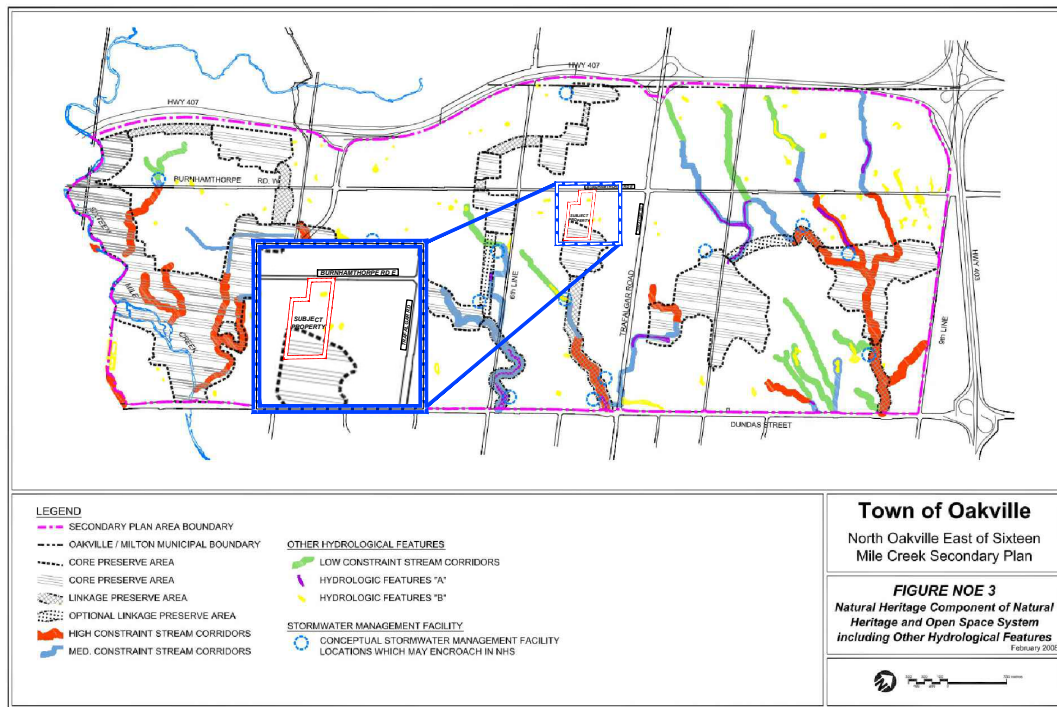 HWY 407
HWY 407
BURNHAMTHORPE RD. W.
SUBJECT
PROPERTY
SIXTEEN
MILE
CREEK
BURNHAMTHORPE RD E
SUBJECT
PROPERTY
6th LINE
TRAFALGAR ROAD
HWY 403
9th LINE
DUNDAS STREET
LEGEND
SECONDARY PLAN AREA BOUNDARY
OAKVILLE / MILTON MUNICIPAL BOUNDARY
CORE PRESERVE AREA
CORE PRESERVE AREA
LINKAGE PRESERVE AREA
OPTIONAL LINKAGE PRESERVE AREA
HIGH CONSTRAINT STREAM CORRIDORS
MED. CONSTRAINT STREAM CORRIDORS
OTHER HYDROLOGICAL FEATURES
LOW CONSTRAINT STREAM CORRIDORS
HYDROLOGIC FEATURES "A"
HYDROLOGIC FEATURES "B"
STORMWATER MANAGEMENT FACILITY
CONCEPTUAL STORMWATER MANAGEMENT FACILITY
LOCATIONS WHICH MAY ENCROACH IN NHS
Town of Oakville
North Oakville East of Sixteen
Mile Creek Secondary Plan
FIGURE NOE 3
Natural Heritage Component of Natural
Heritage and Open Space System
including Other Hydrological Features